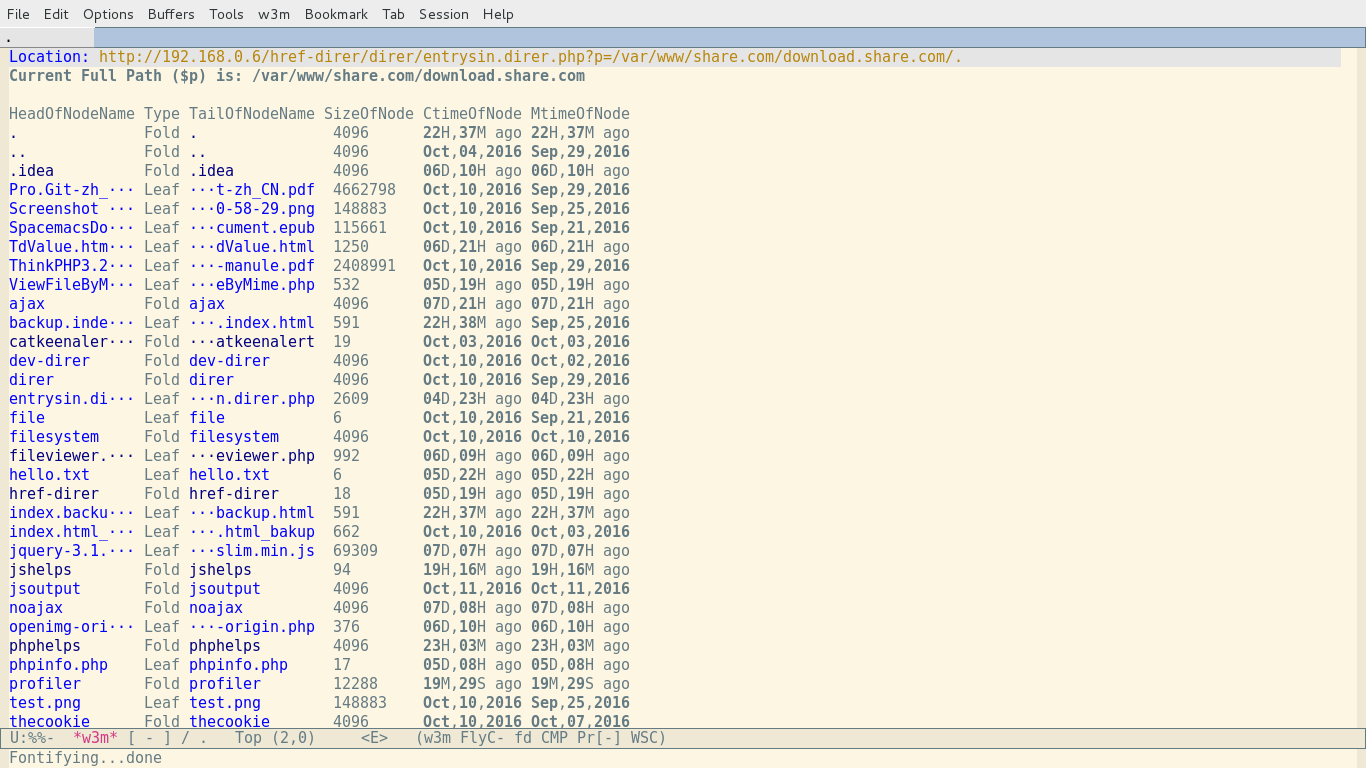 File Edit Options Buffers Tools w3m Bookmark Tab Session Help
.
Location: http://192.168.0.6/href-direr/direr/entrysin.direr.php?p=/var/www/share.com/download.share.com/.
Current Full Path ($p) is: /var/www/share.com/download.share.com
HeadOfNodeName Type TailOfNodeName SizeOfNode CtimeOfNode MtimeOfNode
. Fold . 4096 22H,37M ago 22H,37M ago
.. Fold .. 4096 Oct,04,2016 Sep,29,2016
.idea Fold .idea 4096 06D,10H ago 06D,10H ago
Pro.Git-zh_··· Leaf ···t-zh_CN.pdf 4662798 Oct,10,2016 Sep,29,2016
Screenshot ··· Leaf ···0-58-29.png 148883 Oct,10,2016 Sep,25,2016
SpacemacsDo··· Leaf ···cument.epub 115661 Oct,10,2016 Sep,21,2016
TdValue.htm··· Leaf ···dValue.html 1250 06D,21H ago 06D,21H ago
ThinkPHP3.2··· Leaf ···-manule.pdf 2408991 Oct,10,2016 Sep,29,2016
ViewFileByM··· Leaf ···eByMime.php 532 05D,19H ago 05D,19H ago
ajax Fold ajax 4096 07D,21H ago 07D,21H ago
backup.inde··· Leaf ···.index.html 591 22H,38M ago Sep,25,2016
catkeenaler··· Fold ···atkeenalert 19 Oct,03,2016 Oct,03,2016
dev-direr Fold dev-direr 4096 Oct,10,2016 Oct,02,2016
direr Fold direr 4096 Oct,10,2016 Sep,29,2016
entrysin.di··· Leaf ···n.direr.php 2609 04D,23H ago 04D,23H ago
file Leaf file 6 Oct,10,2016 Sep,21,2016
filesystem Fold filesystem 4096 Oct,10,2016 Oct,10,2016
fileviewer.··· Leaf ···eviewer.php 992 06D,09H ago 06D,09H ago
hello.txt Leaf hello.txt 6 05D,22H ago 05D,22H ago
href-direr Fold href-direr 18 05D,19H ago 05D,19H ago
index.backu··· Leaf ···backup.html 591 22H,37M ago 22H,37M ago
index.html_··· Leaf ···.html_bakup 662 Oct,10,2016 Oct,03,2016
jquery-3.1.··· Leaf ···slim.min.js 69309 07D,07H ago 07D,07H ago
jshelps Fold jshelps 94 19H,16M ago 19H,16M ago
jsoutput Fold jsoutput 4096 Oct,11,2016 Oct,11,2016
noajax Fold noajax 4096 07D,08H ago 07D,08H ago
openimg-ori··· Leaf ···-origin.php 376 06D,10H ago 06D,10H ago
phphelps Fold phphelps 4096 23H,03M ago 23H,03M ago
phpinfo.php Leaf phpinfo.php 17 05D,08H ago 05D,08H ago
profiler Fold profiler 12288 19M,29S ago 19M,29S ago
test.png Leaf test.png 148883 Oct,10,2016 Sep,25,2016
thecookie Fold thecookie 4096 Oct,10,2016 Oct,07,2016
U:%%- *w3m* [ - ] / . Top (2,0) <E> (w3m FlyC- fd CMP Pr[-] WSC)
Fontifying...done